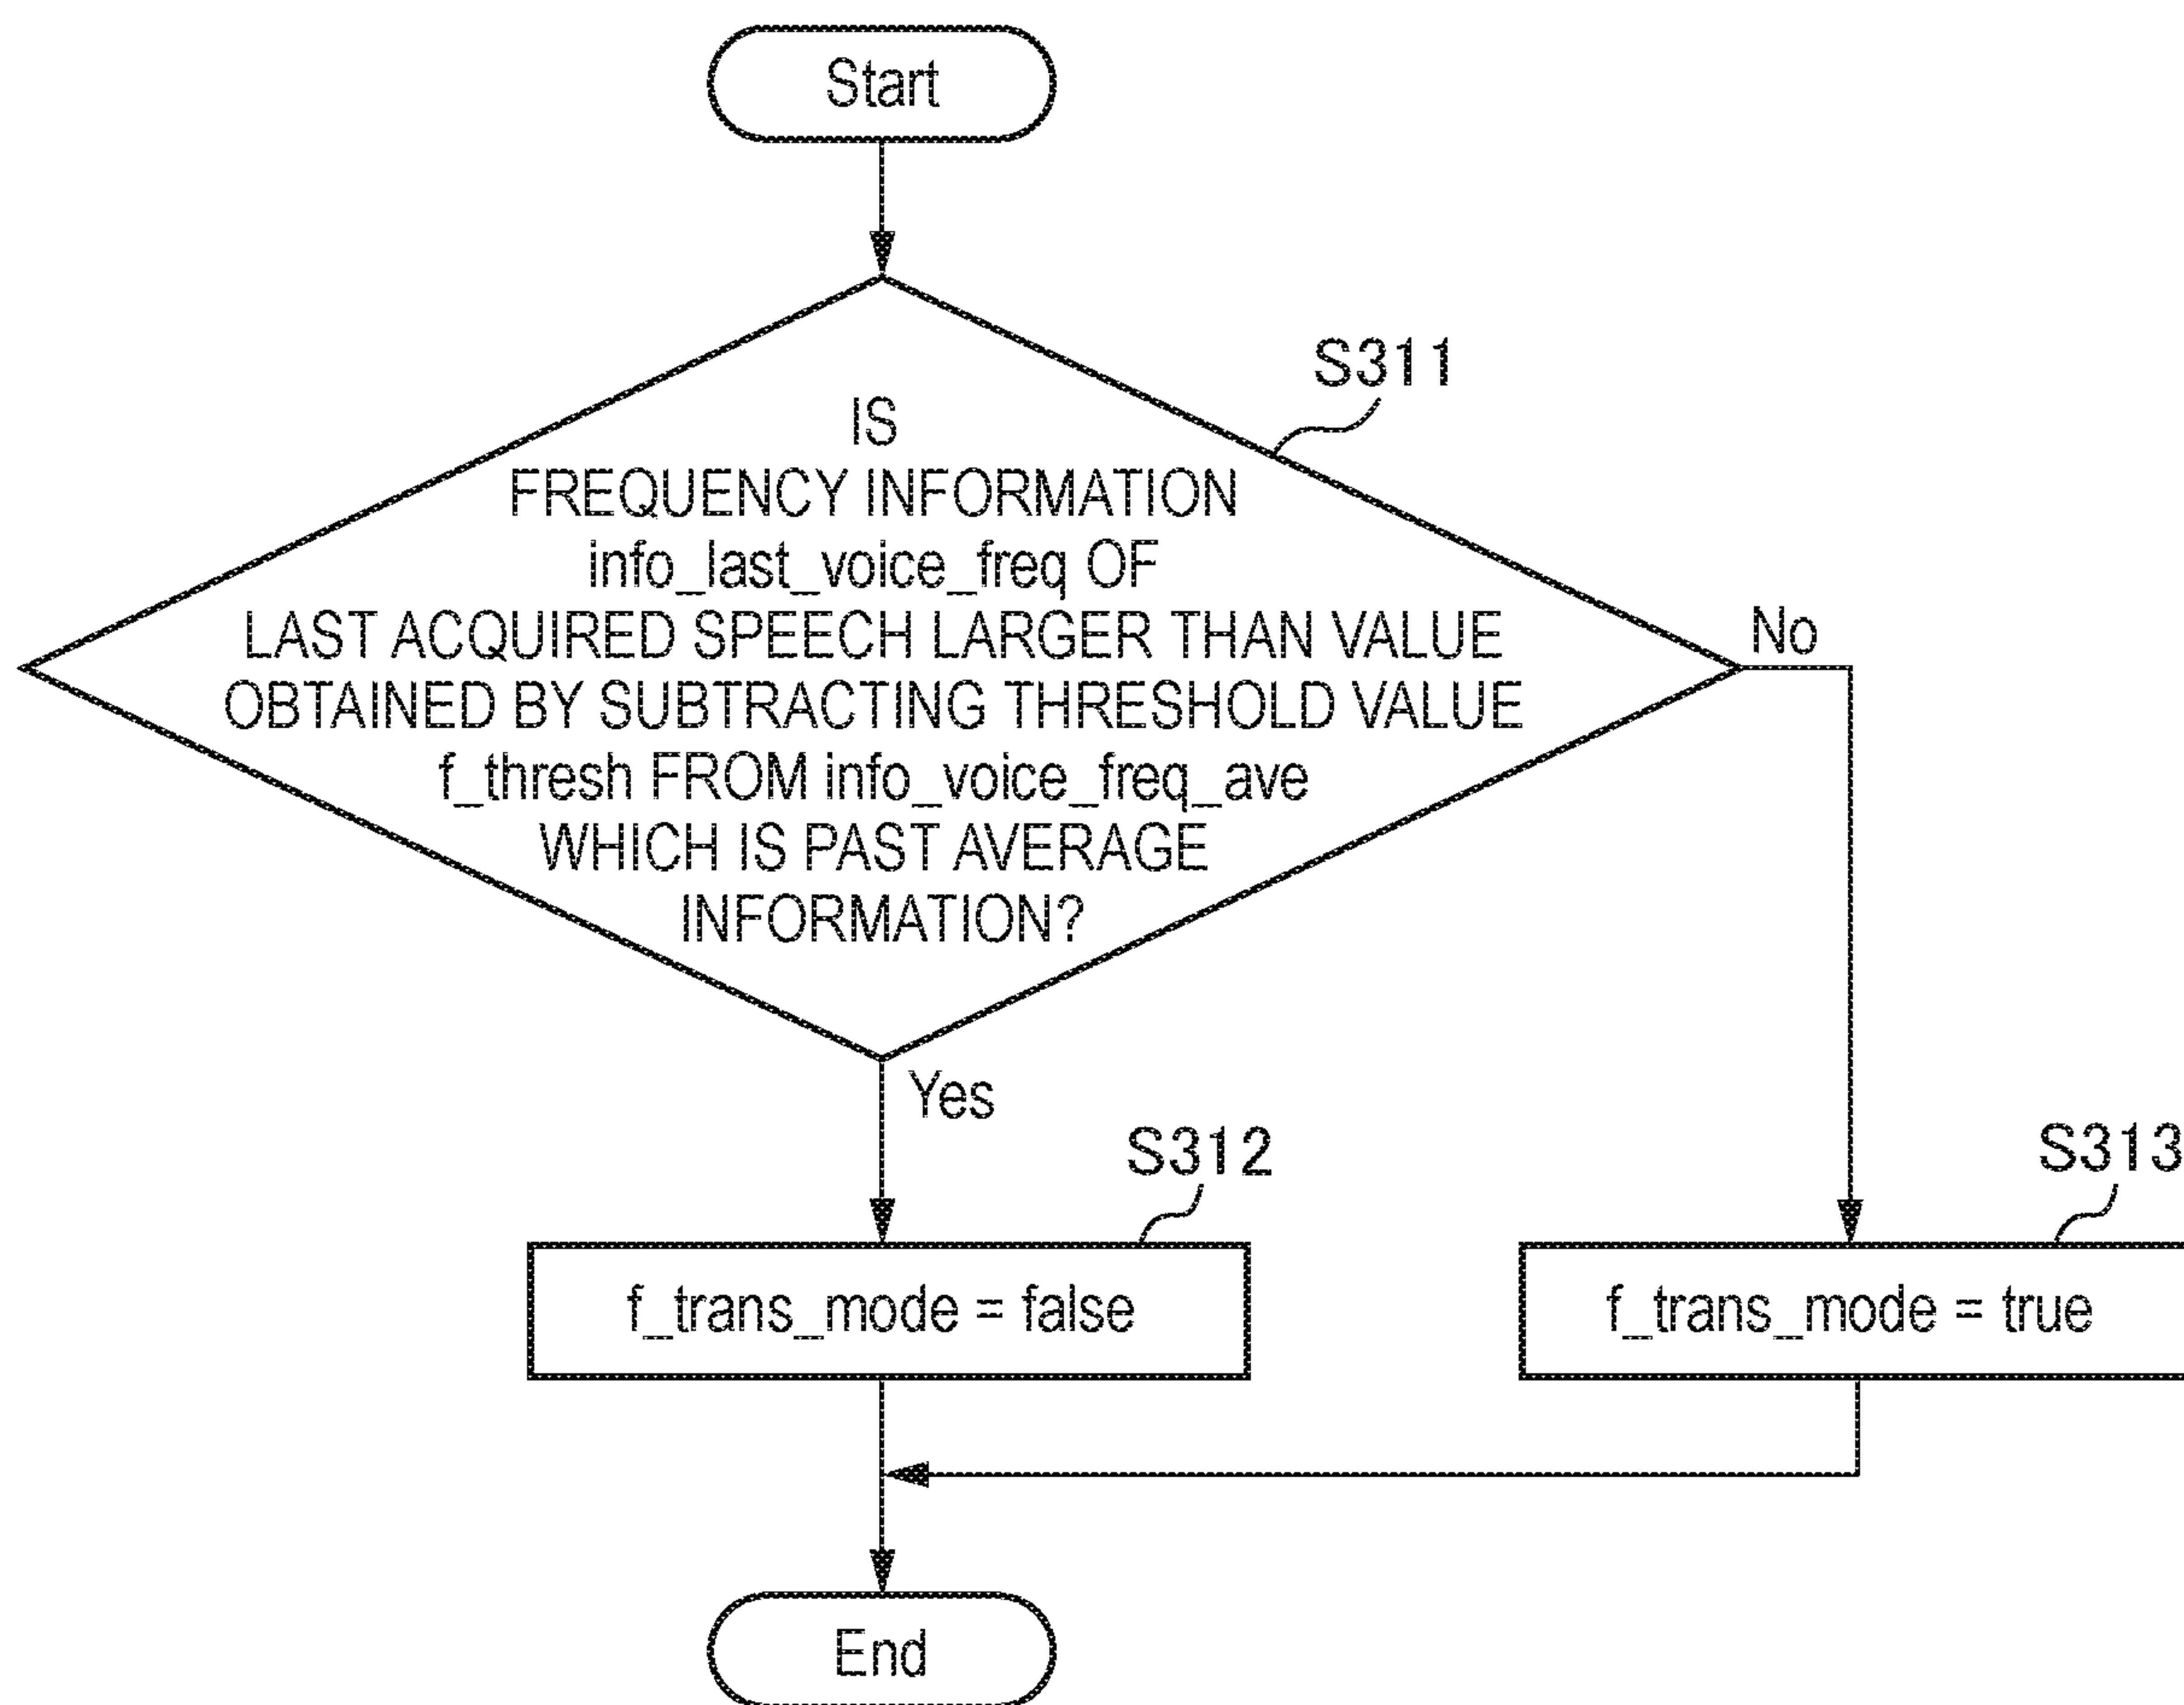 Start
S311
IS
FREQUENCY INFORMATION
info_last_voice_freq OF
LAST ACQUIRED SPEECH LARGER THAN VALUE
OBTAINED BY SUBTRACTING THRESHOLD VALUE
f_thresh FROM info_voice_freq_ave
WHICH IS PAST AVERAGE
INFORMATION?
No
Yes
S312
f_trans_mode = false
S313
f_trans_mode = true
End